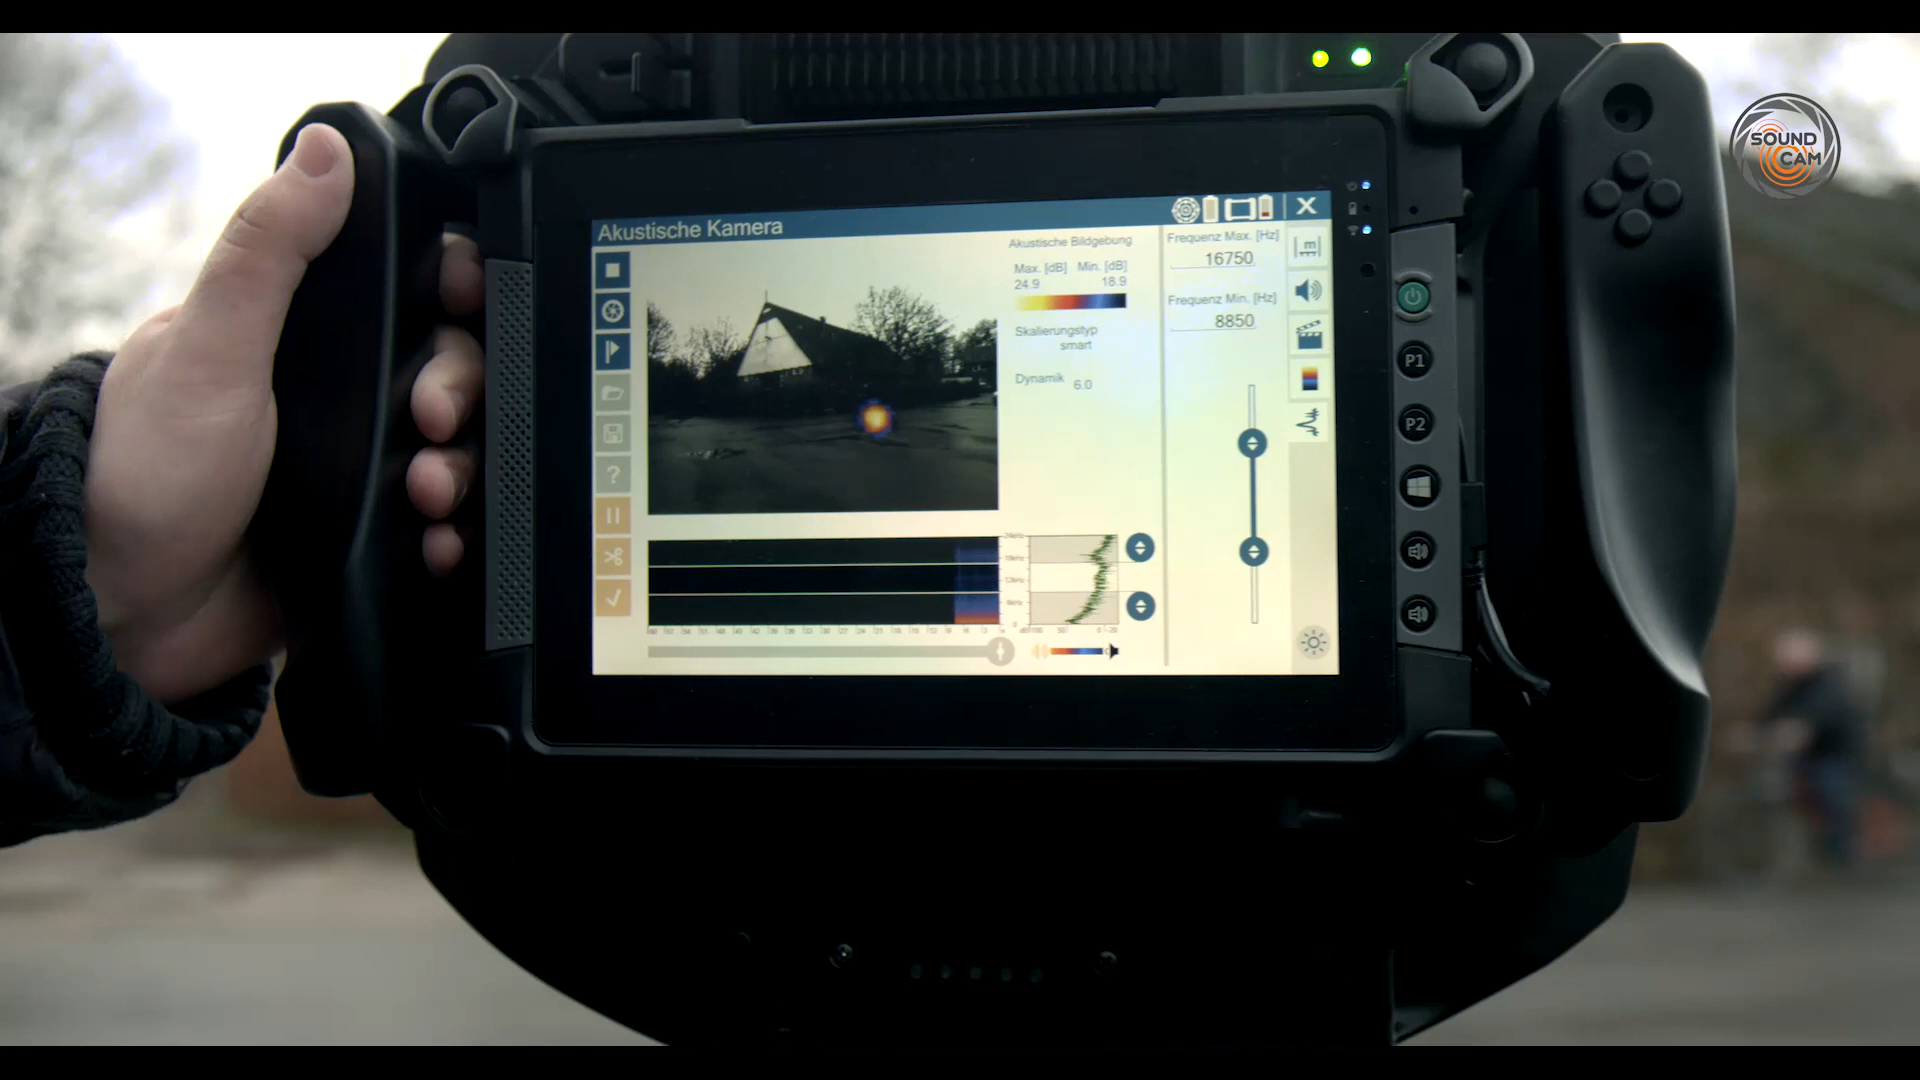 SOUND
CAM
Akustische Kamera
Akustische Bildgebung
Max. [dB] Min. [dB]
24.9 18.9
Skalierungstyp
smart
Dynamik 6.0
Frequenz Max. [Hz]
16750
Frequenz Min. [Hz]
8850
m
?
P1
P2